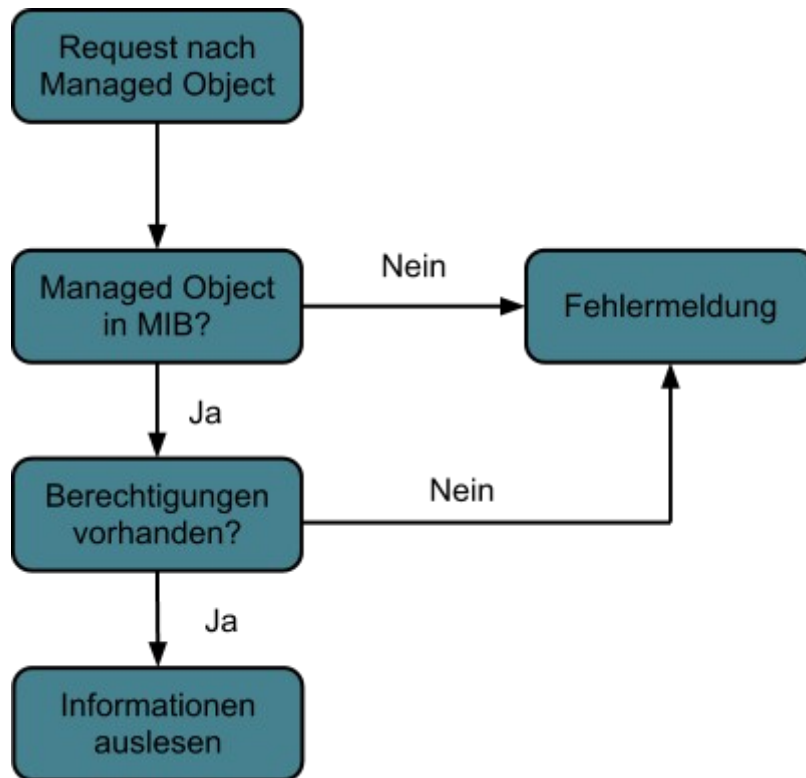 Request nach
Managed Object
Nein
Managed Object
in MIB?
Fehlermeldung
Ja
Berechtigungen
vorhanden?
Nein
Ja
Informationen
auslesen